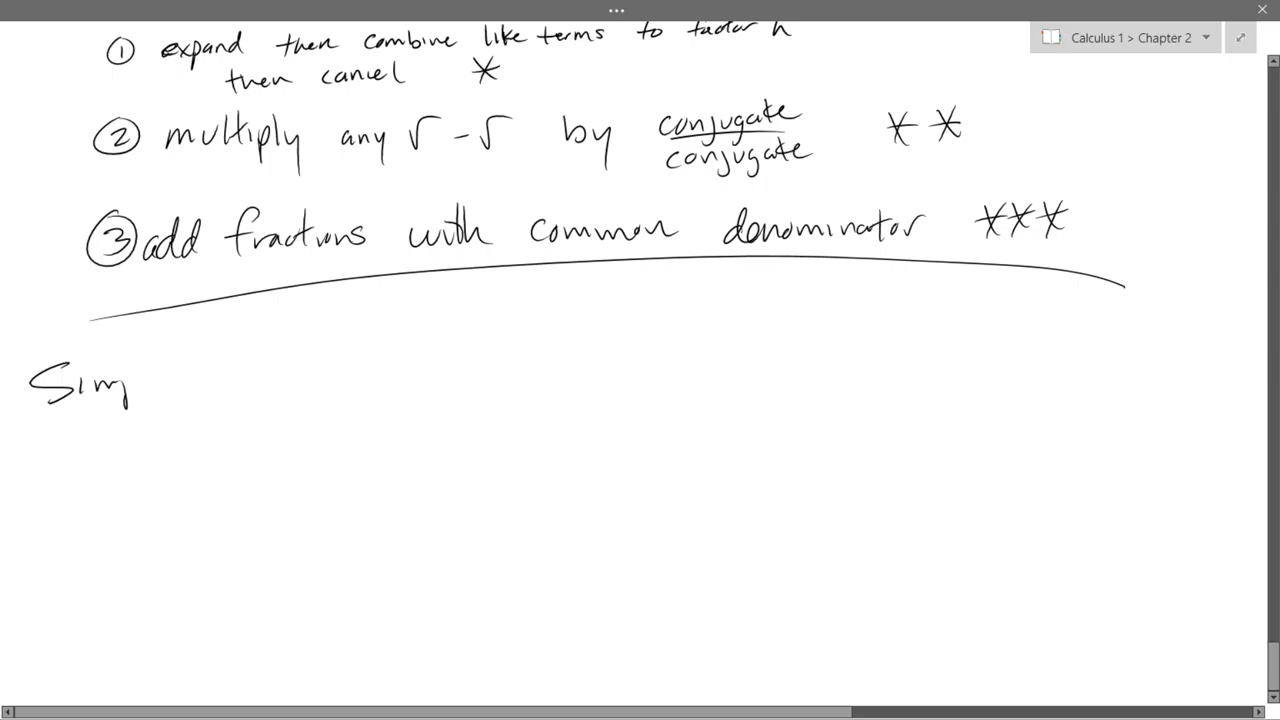 Calculus 1 > Chapter 2
① expand then combine like terms to factor h
then cancel *
② multiply any √ - √ by conjugate/conjugate * *
③ add fractions with common denominator ***
Sim